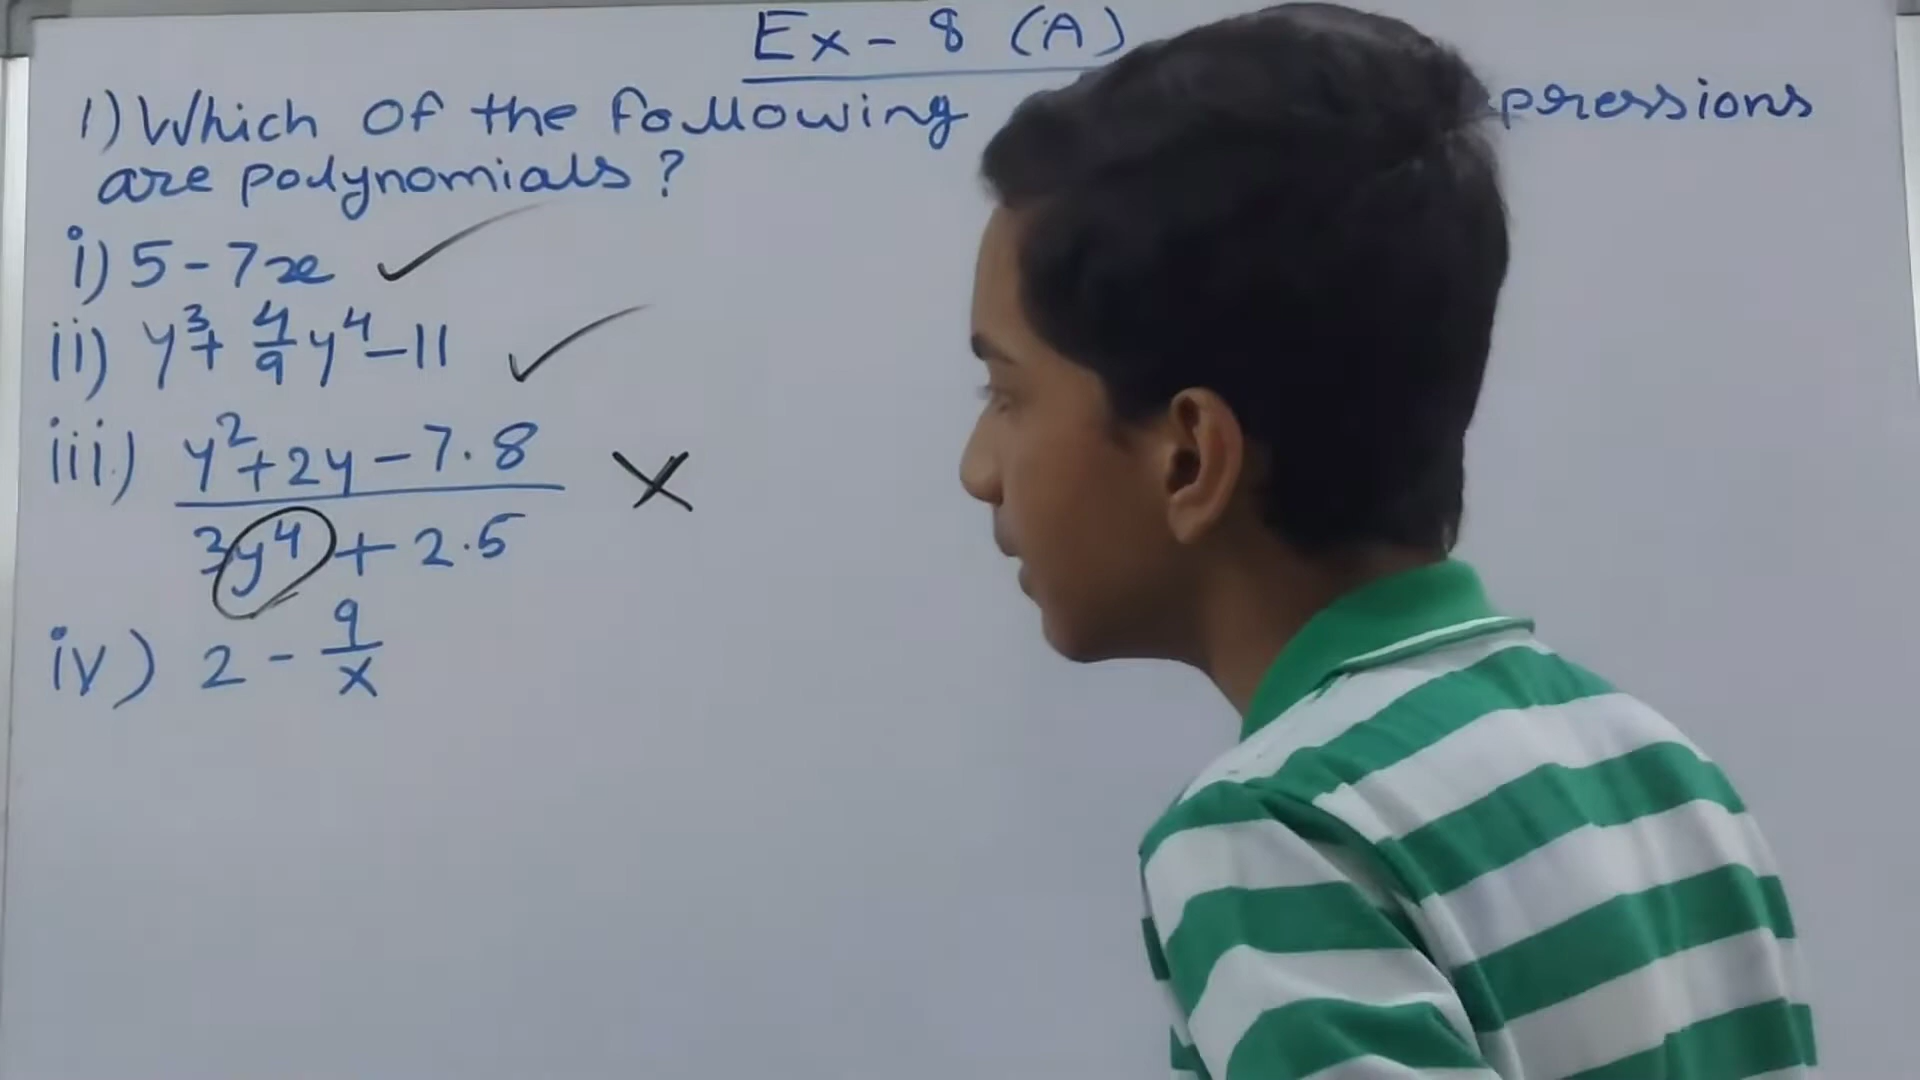 Ex - 8 (A)
1) Which of the following pressions
are polynomials ?
i) 5 - 7x
ii) y³ + 4/9 y⁴ - 11
iii) y² + 2y - 7.8
3y⁴ + 2.5
iv) 2 - 9/x